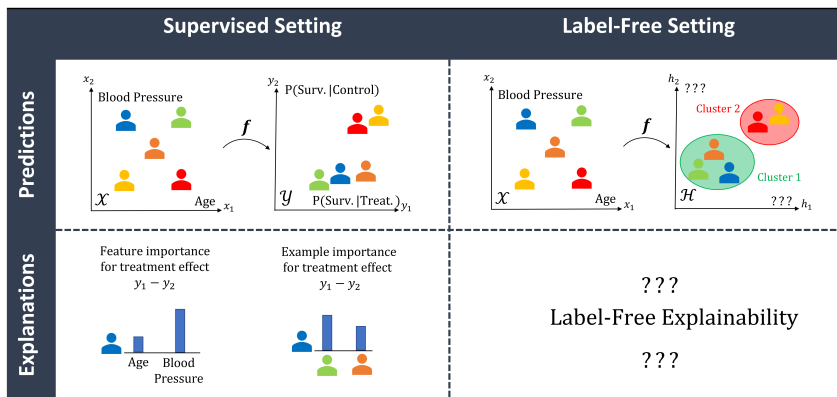 Supervised Setting
Label-Free Setting
Predictions
x₂
Blood Pressure
𝒳
Age
x₁
f
y₂
P(Surv. |Control)
𝒴
P(Surv. |Treat.)
y₁
x₂
Blood Pressure
𝒳
Age
x₁
f
h₂
???
Cluster 2
Cluster 1
ℋ
???
h₁
Explanations
Feature importance
for treatment effect
y₁ − y₂
Age
Blood
Pressure
Example importance
for treatment effect
y₁ − y₂
???
Label-Free Explainability
???